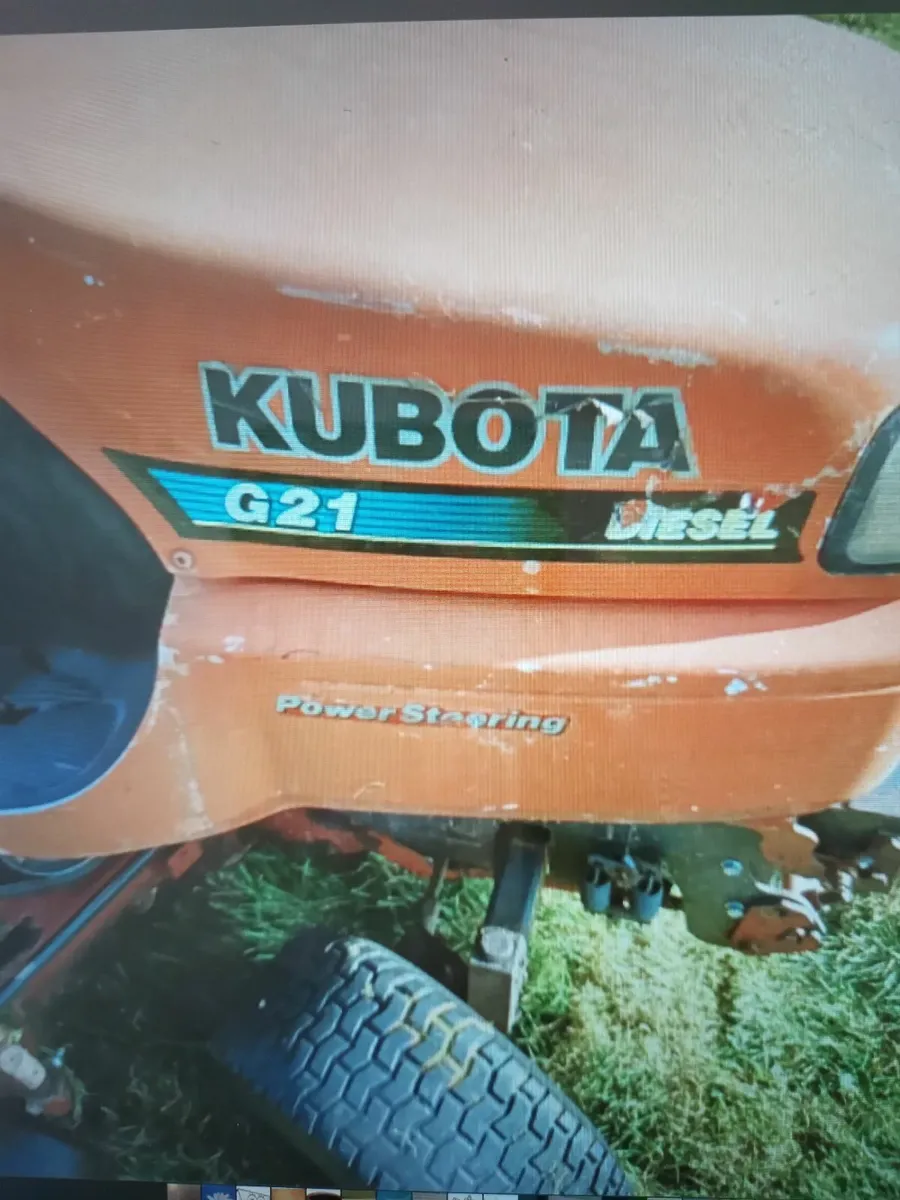 KUBOTA
G21 DIESEL
Power Steering